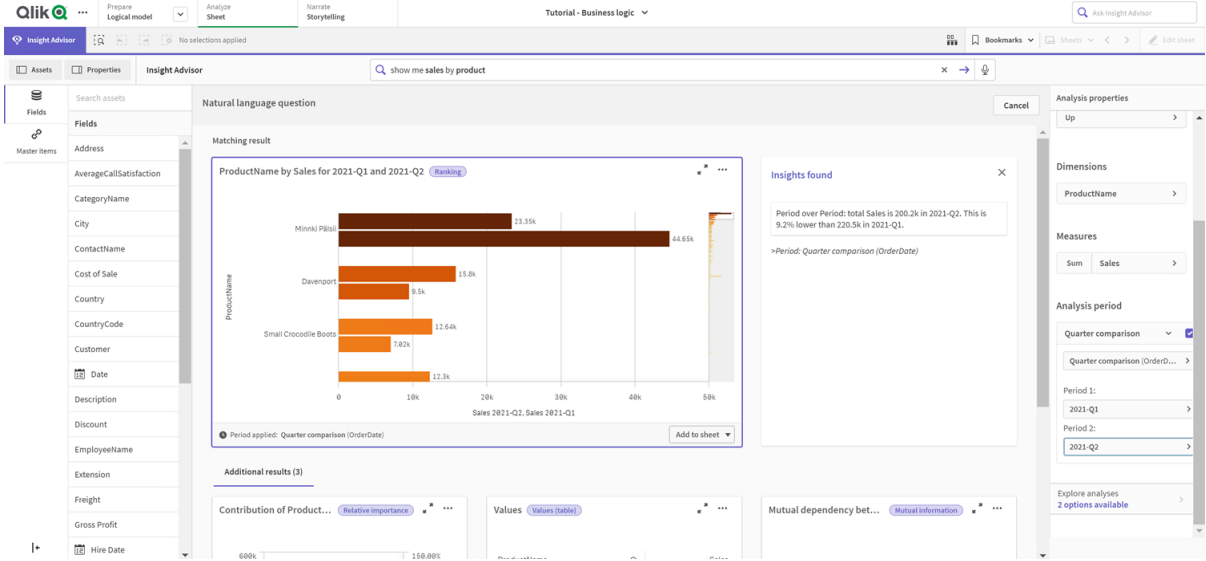 Qlik
Prepare
Logical model
Analyze
Sheet
Narrate
Storytelling
Tutorial - Business logic
Ask Insight Advisor
Insight Advisor
No selections applied
Bookmarks
Sheets
Edit sheet
Assets
Properties
Insight Advisor
show me sales by product
Fields
Master items
Search assets
Fields
Address
AverageCallSatisfaction
CategoryName
City
ContactName
Cost of Sale
Country
CountryCode
Customer
Date
Description
Discount
EmployeeName
Extension
Freight
Gross Profit
Hire Date
Natural language question
Cancel
Matching result
ProductName by Sales for 2021-Q1 and 2021-Q2 Ranking
ProductName
Minnki Pälsii
23.35k
44.65k
Davenport
15.8k
9.5k
Small Crocodile Boots
12.64k
7.02k
12.3k
0 10k 20k 30k 40k 50k
Sales 2021-Q2, Sales 2021-Q1
Period applied: Quarter comparison (OrderDate)
Add to sheet
Insights found
Period over Period: total Sales is 200.2k in 2021-Q2. This is
9.2% lower than 220.5k in 2021-Q1.
>Period: Quarter comparison (OrderDate)
Additional results (3)
Contribution of Product... Relative importance
600k 150.00%
Values Values (table)
ProductName Sales
Mutual dependency bet... Mutual information
Analysis properties
Up
Dimensions
ProductName
Measures
Sum Sales
Analysis period
Quarter comparison
Quarter comparison (OrderD...
Period 1:
2021-Q1
Period 2:
2021-Q2
Explore analyses
2 options available